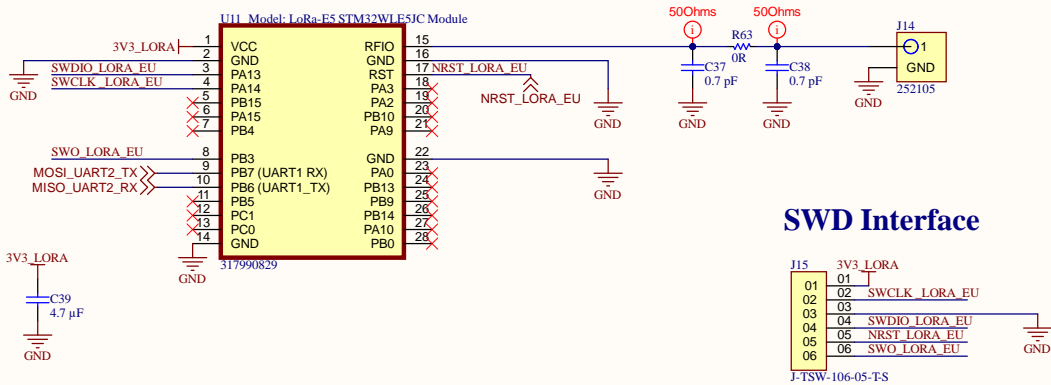 U11 Model: LoRa-E5 STM32WLE5JC Module
3V3_LORA
1 VCC
2 GND
GND
SWDIO_LORA_EU 3 PA13
SWCLK_LORA_EU 4 PA14
5 PB15
6 PA15
7 PB4
SWO_LORA_EU 8 PB3
MOSI_UART2_TX 9 PB7 (UART1 RX)
MISO_UART2_RX 10 PB6 (UART1_TX)
11 PB5
12 PC1
13 PC0
14 GND
GND
317990829
RFIO 15
GND 16
RST 17 NRST_LORA_EU
NRST_LORA_EU
PA3 18
PA2 19
PB10 20
PA9 21
GND
GND 22
GND
PA0 23
PB13 24
PB9 25
PB14 26
PA10 27
PB0 28
50Ohms
i
50Ohms
i
R63
0R
C37
0.7 pF
GND
C38
0.7 pF
GND
J14
1
GND
252105
GND
3V3_LORA
C39
4.7 µF
GND
SWD Interface
J15
3V3_LORA
01 01
02 02 SWCLK_LORA_EU
03 03
GND
04 04 SWDIO_LORA_EU
05 05 NRST_LORA_EU
06 06 SWO_LORA_EU
J-TSW-106-05-T-S